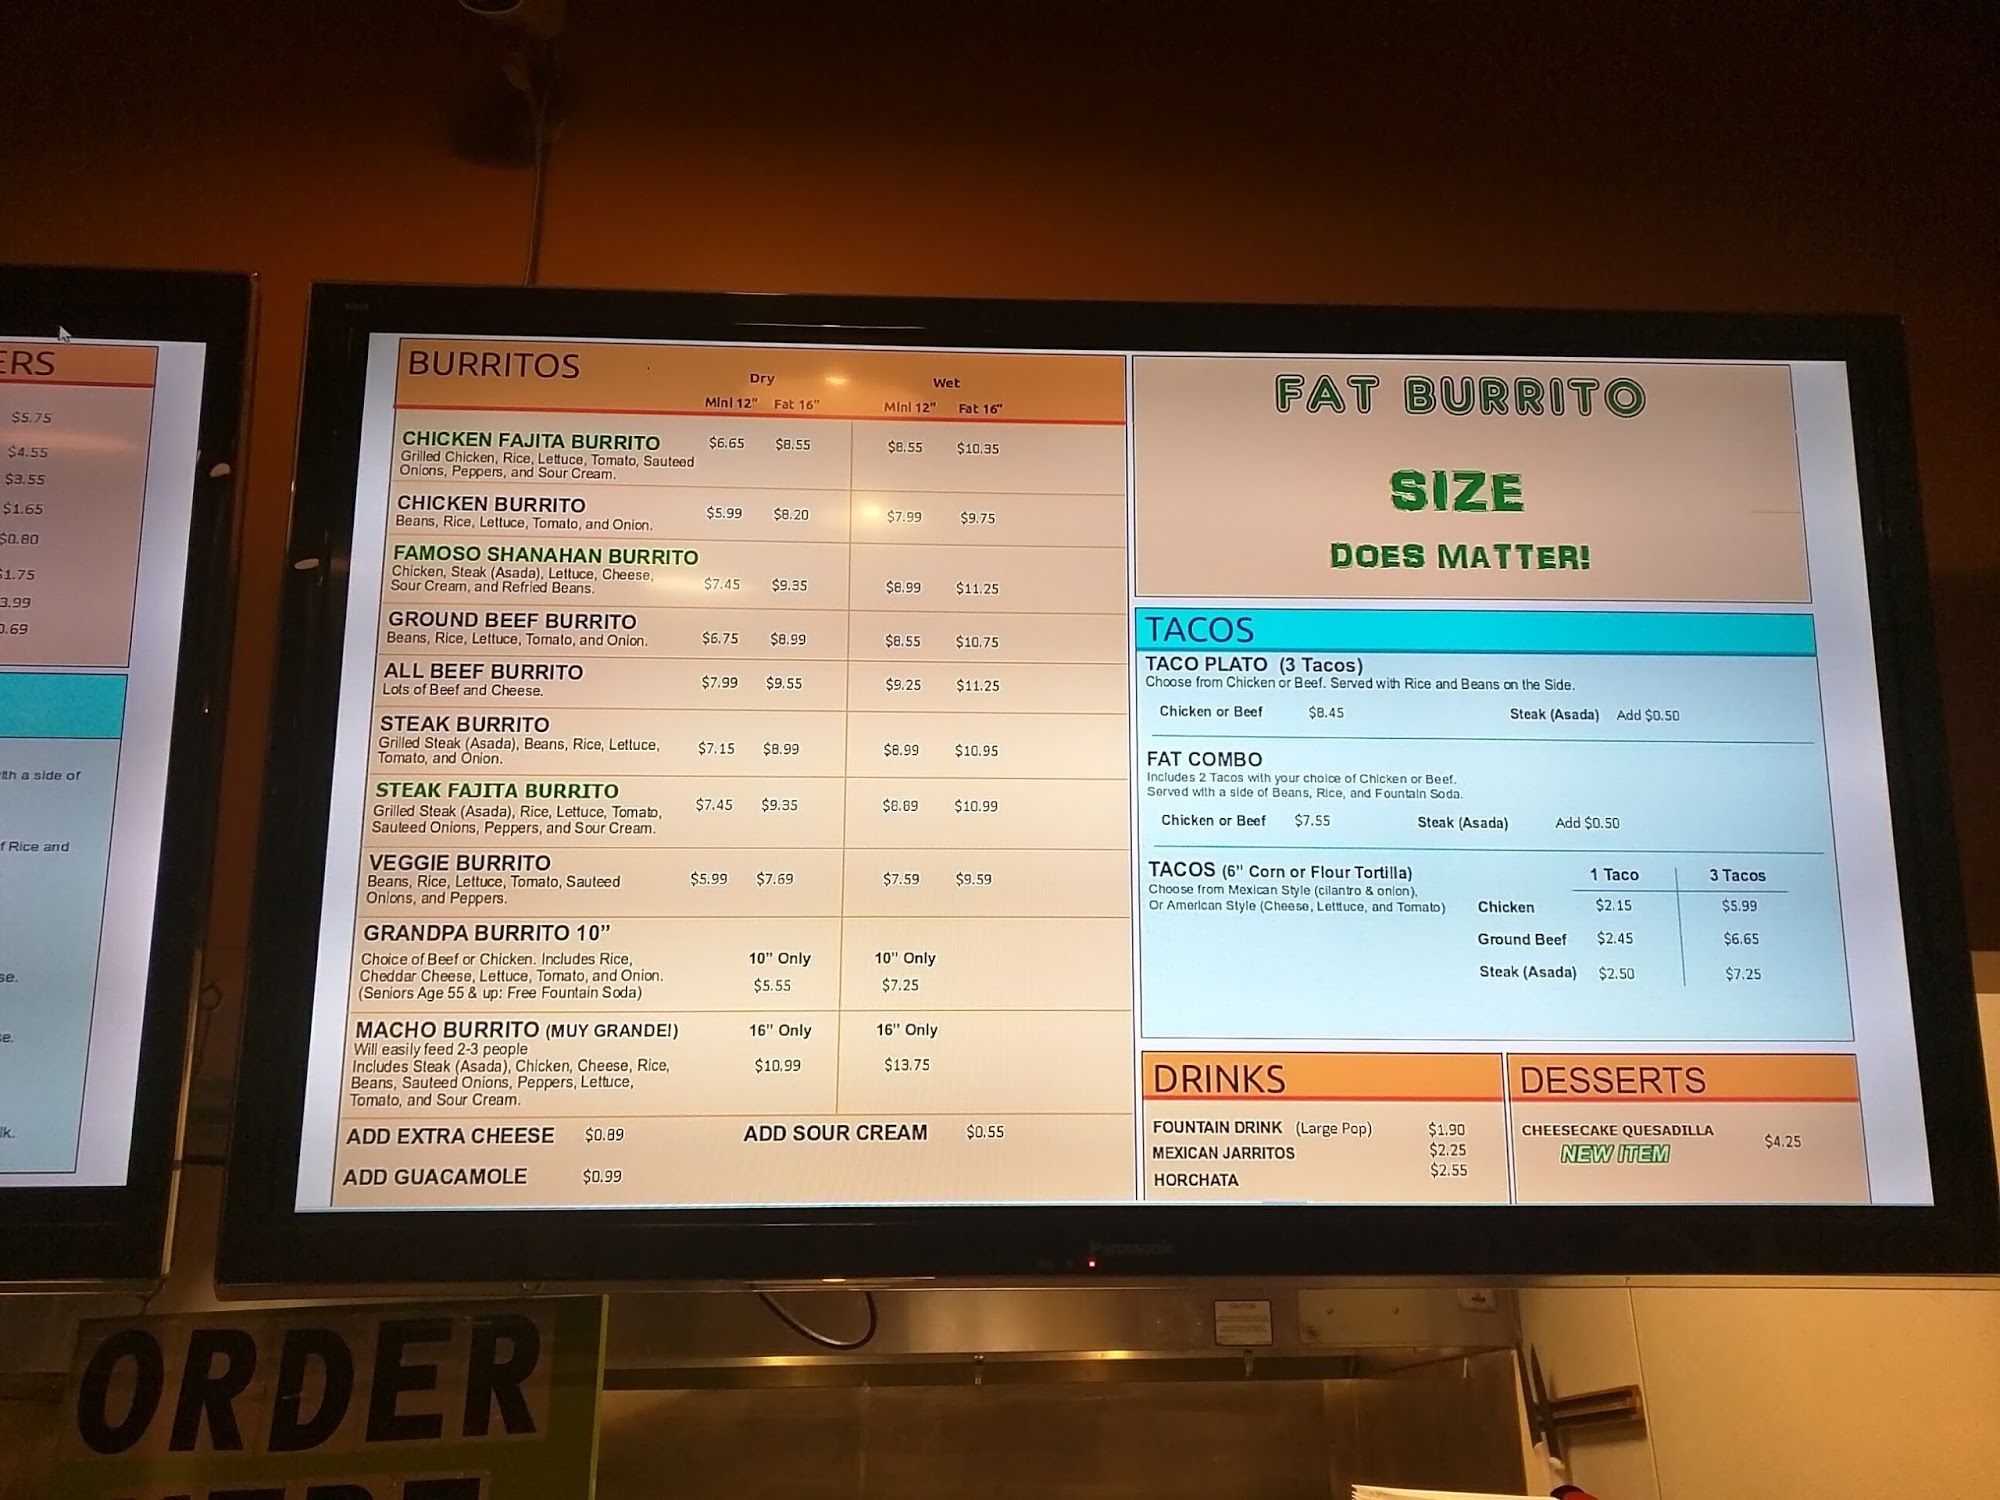 ERS
$5.75
$4.55
$3.55
$1.65
$0.80
$1.75
3.99
0.69
a side of
f Rice and
BURRITOS
Dry Wet
Mini 12" Fat 16" Mini 12" Fat 16"
CHICKEN FAJITA BURRITO $6.65 $8.55 $8.55 $10.35
Grilled Chicken, Rice, Lettuce, Tomato, Sauteed
Onions, Peppers, and Sour Cream.
CHICKEN BURRITO $5.99 $8.20 $7.99 $9.75
Beans, Rice, Lettuce, Tomato, and Onion.
FAMOSO SHANAHAN BURRITO
Chicken, Steak (Asada), Lettuce, Cheese,
Sour Cream, and Refried Beans. $7.45 $9.35 $8.99 $11.25
GROUND BEEF BURRITO
Beans, Rice, Lettuce, Tomato, and Onion. $6.75 $8.99 $8.55 $10.75
ALL BEEF BURRITO
Lots of Beef and Cheese. $7.99 $9.55 $9.25 $11.25
STEAK BURRITO
Grilled Steak (Asada), Beans, Rice, Lettuce, $7.15 $8.99 $8.99 $10.95
Tomato, and Onion.
STEAK FAJITA BURRITO
Grilled Steak (Asada), Rice, Lettuce, Tomato, $7.45 $9.35 $8.89 $10.99
Sauteed Onions, Peppers, and Sour Cream.
VEGGIE BURRITO
Beans, Rice, Lettuce, Tomato, Sauteed $5.99 $7.69 $7.59 $9.59
Onions, and Peppers.
GRANDPA BURRITO 10"
Choice of Beef or Chicken. Includes Rice, 10" Only 10" Only
Cheddar Cheese, Lettuce, Tomato, and Onion. $5.55 $7.25
(Seniors Age 55 & up: Free Fountain Soda)
MACHO BURRITO (MUY GRANDE!) 16" Only 16" Only
Will easily feed 2-3 people
Includes Steak (Asada), Chicken, Cheese, Rice, $10.99 $13.75
Beans, Sauteed Onions, Peppers, Lettuce,
Tomato, and Sour Cream.
ADD EXTRA CHEESE $0.89 ADD SOUR CREAM $0.55
ADD GUACAMOLE $0.99
FAT BURRITO
SIZE
DOES MATTER!
TACOS
TACO PLATO (3 Tacos)
Choose from Chicken or Beef. Served with Rice and Beans on the Side.
Chicken or Beef $8.45 Steak (Asada) Add $0.50
FAT COMBO
Includes 2 Tacos with your choice of Chicken or Beef.
Served with a side of Beans, Rice, and Fountain Soda.
Chicken or Beef $7.55 Steak (Asada) Add $0.50
TACOS (6" Corn or Flour Tortilla) 1 Taco 3 Tacos
Choose from Mexican Style (cilantro & onion),
Or American Style (Cheese, Letttuce, and Tomato) Chicken $2.15 $5.99
Ground Beef $2.45 $6.65
Steak (Asada) $2.50 $7.25
DRINKS
FOUNTAIN DRINK (Large Pop) $1.90
MEXICAN JARRITOS $2.25
HORCHATA $2.55
DESSERTS
CHEESECAKE QUESADILLA $4.25
NEW ITEM
Panasonic
ORDER